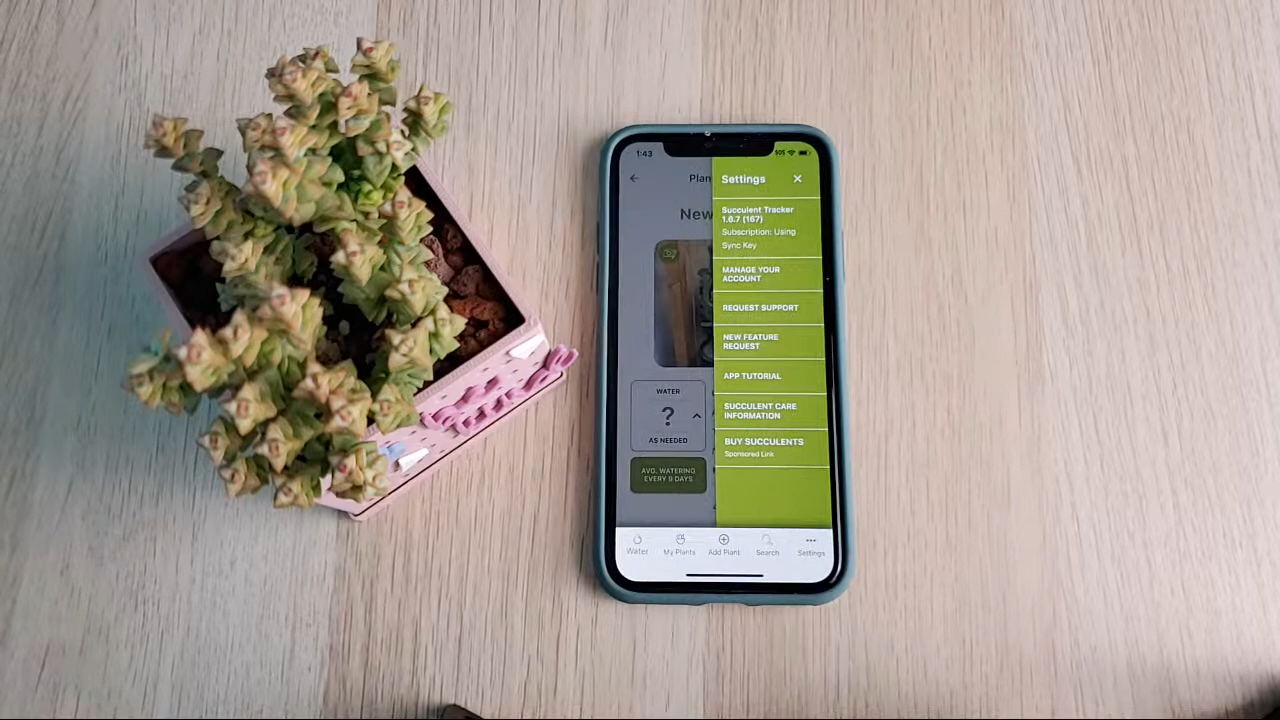 1:43
SOS
Plan
Settings
New
Succulent Tracker
1.6.7 (167)
Subscription: Using
Sync Key
MANAGE YOUR
ACCOUNT
REQUEST SUPPORT
NEW FEATURE
REQUEST
APP TUTORIAL
SUCCULENT CARE
INFORMATION
BUY SUCCULENTS
Sponsored Link
WATER
?
AS NEEDED
AVG. WATERING
EVERY 9 DAYS
Water
My Plants
Add Plant
Search
Settings